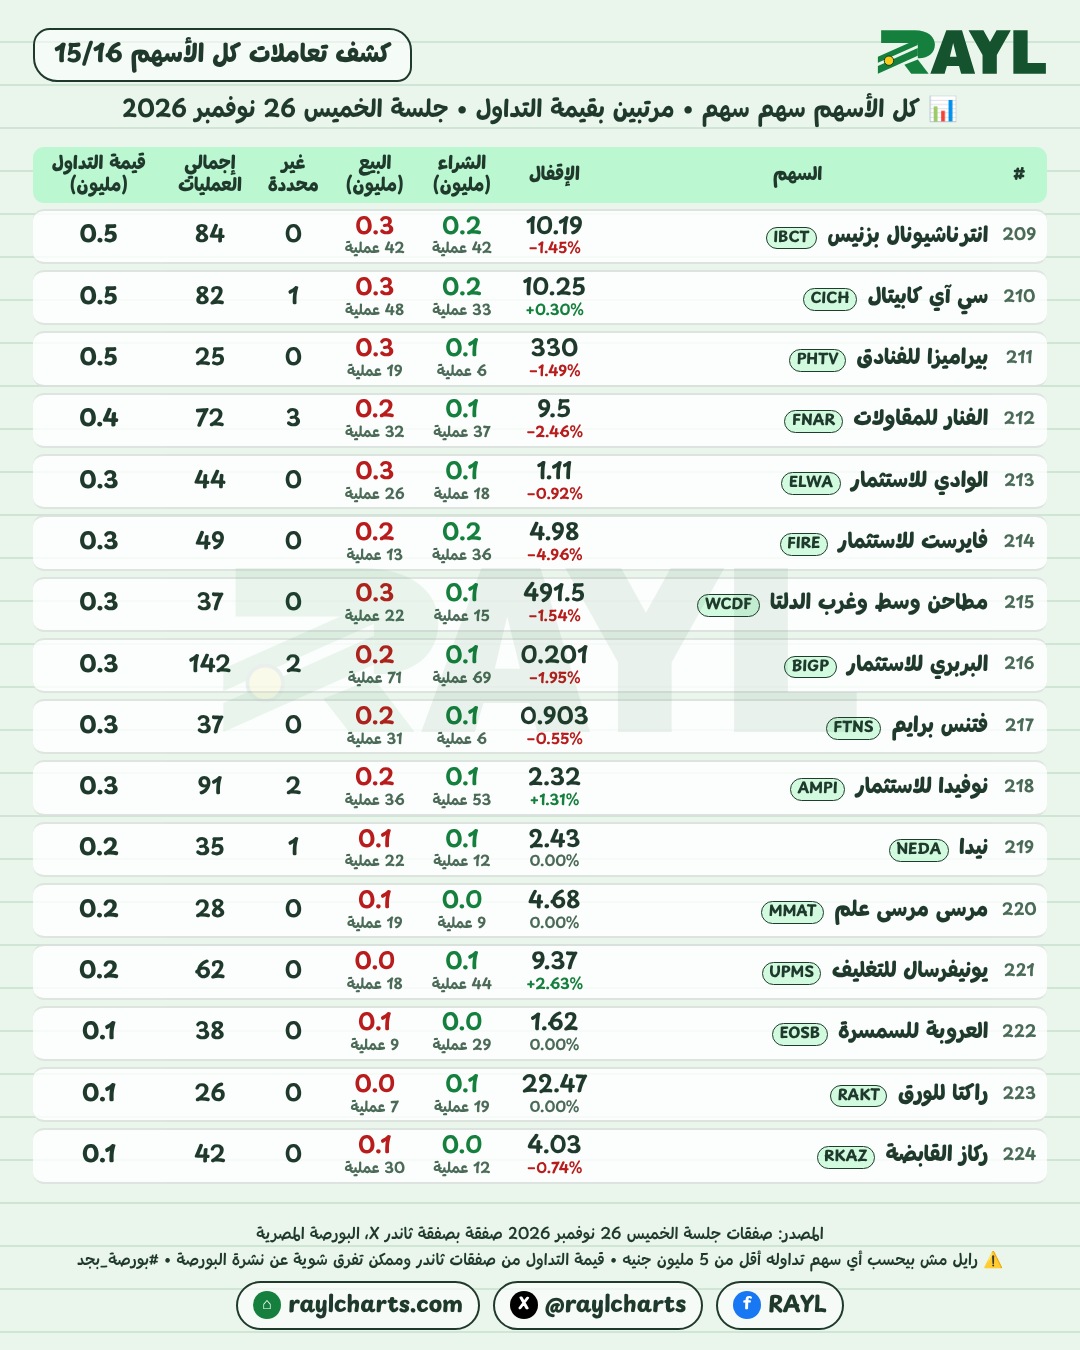 RAYL
كشف تعاملات كل الأسهم 15/16
📊 كل الأسهم سهم سهم • مرتبين بقيمة التداول • جلسة الخميس 26 نوفمبر 2026
# السهم الإقفال الشراء (مليون) البيع (مليون) غير محددة إجمالي العمليات قيمة التداول (مليون)
209 انترناشيونال بزنيس IBCT 10.19 0.2 0.3 0 84 0.5
-1.45% 42 عملية 42 عملية
210 سي آي كابيتال CICH 10.25 0.2 0.3 1 82 0.5
+0.30% 33 عملية 48 عملية
211 بيراميزا للفنادق PHTV 330 0.1 0.3 0 25 0.5
-1.49% 6 عملية 19 عملية
212 الفنار للمقاولات FNAR 9.5 0.1 0.2 3 72 0.4
-2.46% 37 عملية 32 عملية
213 الوادي للاستثمار ELWA 1.11 0.1 0.3 0 44 0.3
-0.92% 18 عملية 26 عملية
214 فايرست للاستثمار FIRE 4.98 0.2 0.2 0 49 0.3
-4.96% 36 عملية 13 عملية
215 مطاحن وسط وغرب الدلتا WCDF 491.5 0.1 0.3 0 37 0.3
-1.54% 15 عملية 22 عملية
216 البربري للاستثمار BIGP 0.201 0.1 0.2 2 142 0.3
-1.95% 69 عملية 71 عملية
217 فتنس برايم FTNS 0.903 0.1 0.2 0 37 0.3
-0.55% 6 عملية 31 عملية
218 نوفيدا للاستثمار AMPI 2.32 0.1 0.2 2 91 0.3
+1.31% 53 عملية 36 عملية
219 نيدا NEDA 2.43 0.1 0.1 1 35 0.2
0.00% 12 عملية 22 عملية
220 مرسى مرسى علم MMAT 4.68 0.0 0.1 0 28 0.2
0.00% 9 عملية 19 عملية
221 يونيفرسال للتغليف UPMS 9.37 0.1 0.0 0 62 0.2
+2.63% 44 عملية 18 عملية
222 العروبة للسمسرة EOSB 1.62 0.0 0.1 0 38 0.1
0.00% 29 عملية 9 عملية
223 راكتا للورق RAKT 22.47 0.1 0.0 0 26 0.1
0.00% 19 عملية 7 عملية
224 ركاز القابضة RKAZ 4.03 0.0 0.1 0 42 0.1
-0.74% 12 عملية 30 عملية
المصدر: صفقات جلسة الخميس 26 نوفمبر 2026 صفقة بصفقة ثاندر X، البورصة المصرية
⚠️ رايل مش بيحسب أي سهم تداوله أقل من 5 مليون جنيه • قيمة التداول من صفقات ثاندر وممكن تفرق شوية عن نشرة البورصة • #بورصة_بجد
raylcharts.com @raylcharts RAYL